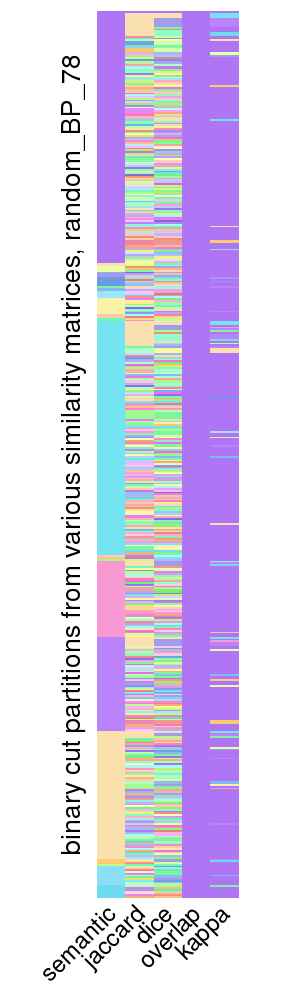 binary cut partitions from various similarity matrices, random_BP_78
semantic
jaccard
dice
overlap
kappa